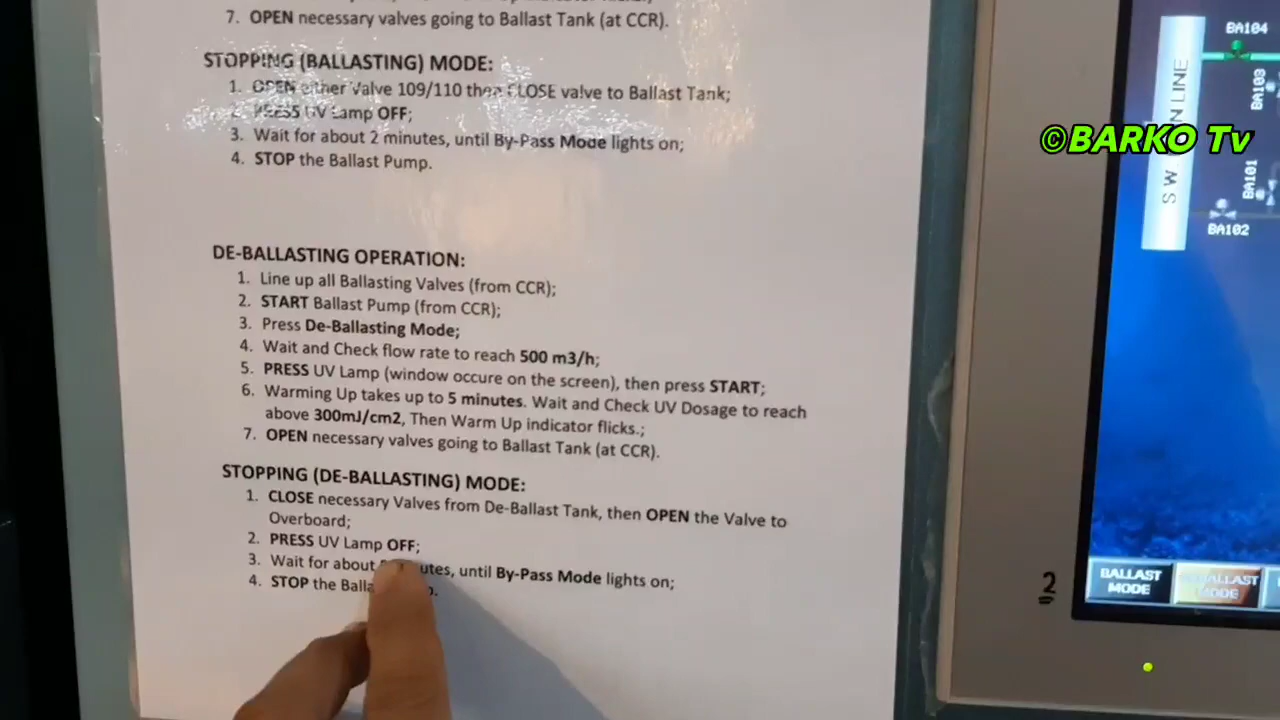 7. OPEN necessary valves going to Ballast Tank (at CCR).
STOPPING (BALLASTING) MODE:
1. OPEN either Valve 109/110 then CLOSE valve to Ballast Tank;
2. PRESS UV Lamp OFF;
3. Wait for about 2 minutes, until By-Pass Mode lights on;
4. STOP the Ballast Pump.
DE-BALLASTING OPERATION:
1. Line up all Ballasting Valves (from CCR);
2. START Ballast Pump (from CCR);
3. Press De-Ballasting Mode;
4. Wait and Check flow rate to reach 500 m3/h;
5. PRESS UV Lamp (window occure on the screen), then press START;
6. Warming Up takes up to 5 minutes. Wait and Check UV Dosage to reach
above 300mJ/cm2, Then Warm Up indicator flicks.;
7. OPEN necessary valves going to Ballast Tank (at CCR).
STOPPING (DE-BALLASTING) MODE:
1. CLOSE necessary Valves from De-Ballast Tank, then OPEN the Valve to
Overboard;
2. PRESS UV Lamp OFF;
3. Wait for about utes, until By-Pass Mode lights on;
4. STOP the Balla p.
©BARKO Tv
BA104
BA103
S W LINE
BA101
BA102
2
BALLAST
MODE
BALLAST
MODE